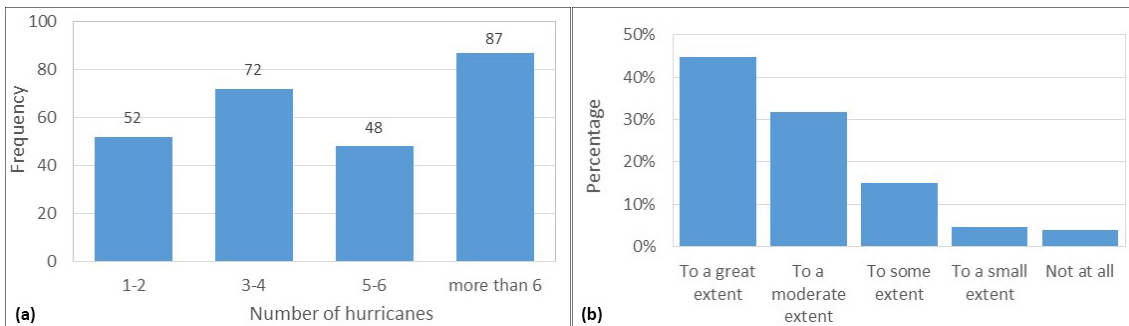 100
80
60
40
20
0
Frequency
52
72
48
87
1-2
3-4
5-6
more than 6
Number of hurricanes
(a)
50%
40%
30%
20%
10%
0%
Percentage
To a great
extent
To a
moderate
extent
To some
extent
To a small
extent
Not at all
(b)